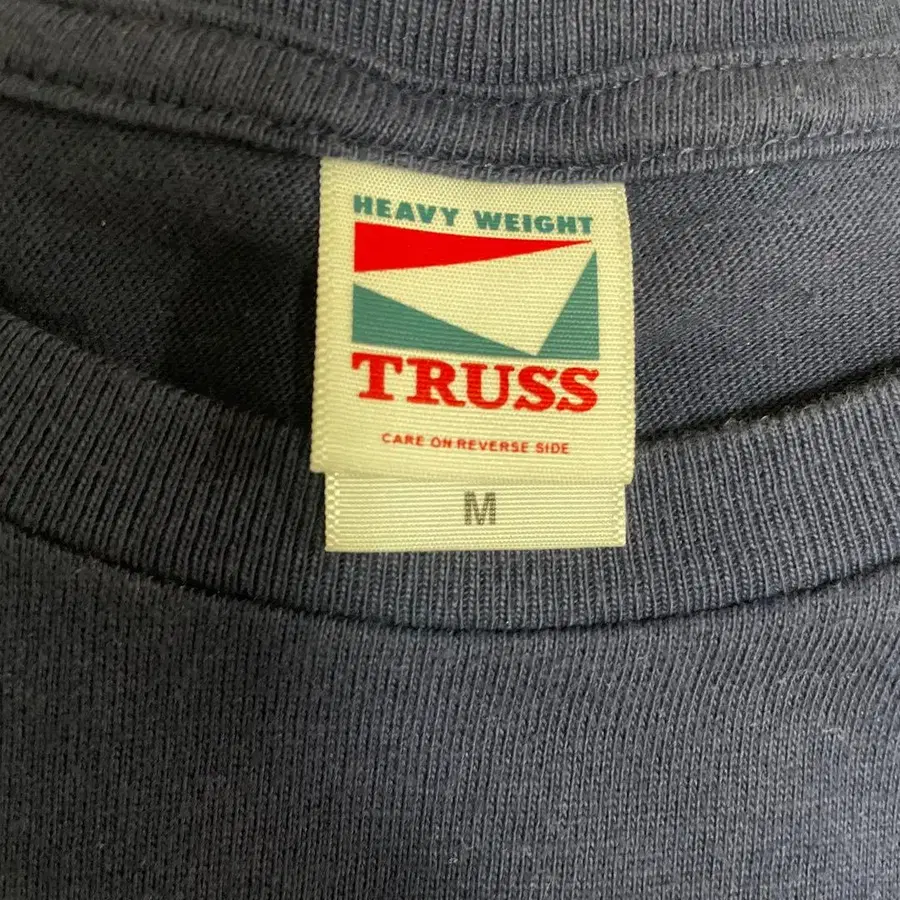 HEAVY WEIGHT
TRUSS
CARE ON REVERSE SIDE
M